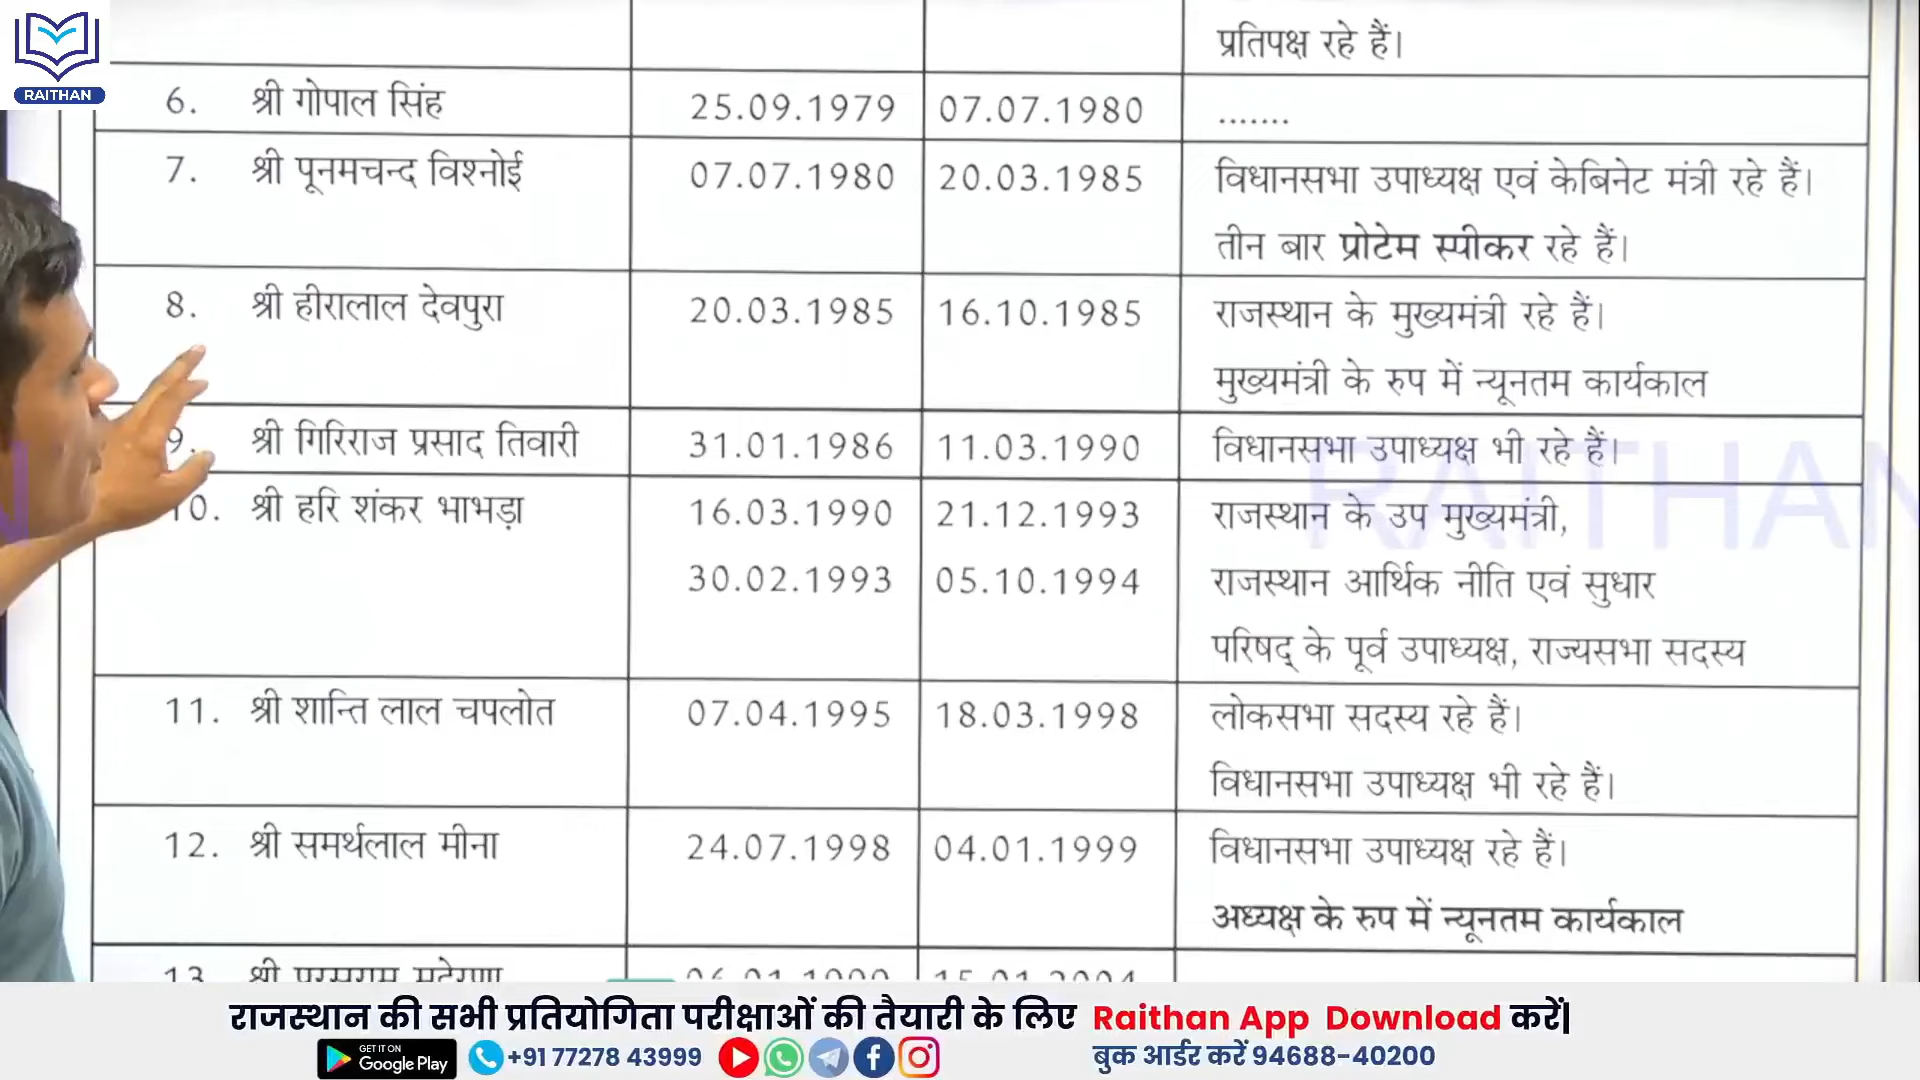 RAITHAN
प्रतिपक्ष रहे हैं।
6. श्री गोपाल सिंह 25.09.1979 07.07.1980 .......
7. श्री पूनमचन्द विश्नोई 07.07.1980 20.03.1985 विधानसभा उपाध्यक्ष एवं केबिनेट मंत्री रहे हैं।
तीन बार प्रोटेम स्पीकर रहे हैं।
8. श्री हीरालाल देवपुरा 20.03.1985 16.10.1985 राजस्थान के मुख्यमंत्री रहे हैं।
मुख्यमंत्री के रुप में न्यूनतम कार्यकाल
9. श्री गिरिराज प्रसाद तिवारी 31.01.1986 11.03.1990 विधानसभा उपाध्यक्ष भी रहे हैं।
RAITHAN
10. श्री हरि शंकर भाभड़ा 16.03.1990 21.12.1993 राजस्थान के उप मुख्यमंत्री,
30.02.1993 05.10.1994 राजस्थान आर्थिक नीति एवं सुधार
परिषद् के पूर्व उपाध्यक्ष, राज्यसभा सदस्य
11. श्री शान्ति लाल चपलोत 07.04.1995 18.03.1998 लोकसभा सदस्य रहे हैं।
विधानसभा उपाध्यक्ष भी रहे हैं।
12. श्री समर्थलाल मीना 24.07.1998 04.01.1999 विधानसभा उपाध्यक्ष रहे हैं।
अध्यक्ष के रुप में न्यूनतम कार्यकाल
13 श्री
राजस्थान की सभी प्रतियोगिता परीक्षाओं की तैयारी के लिए Raithan App Download करें|
GET IT ON Google Play +91 77278 43999 बुक आर्डर करें 94688-40200